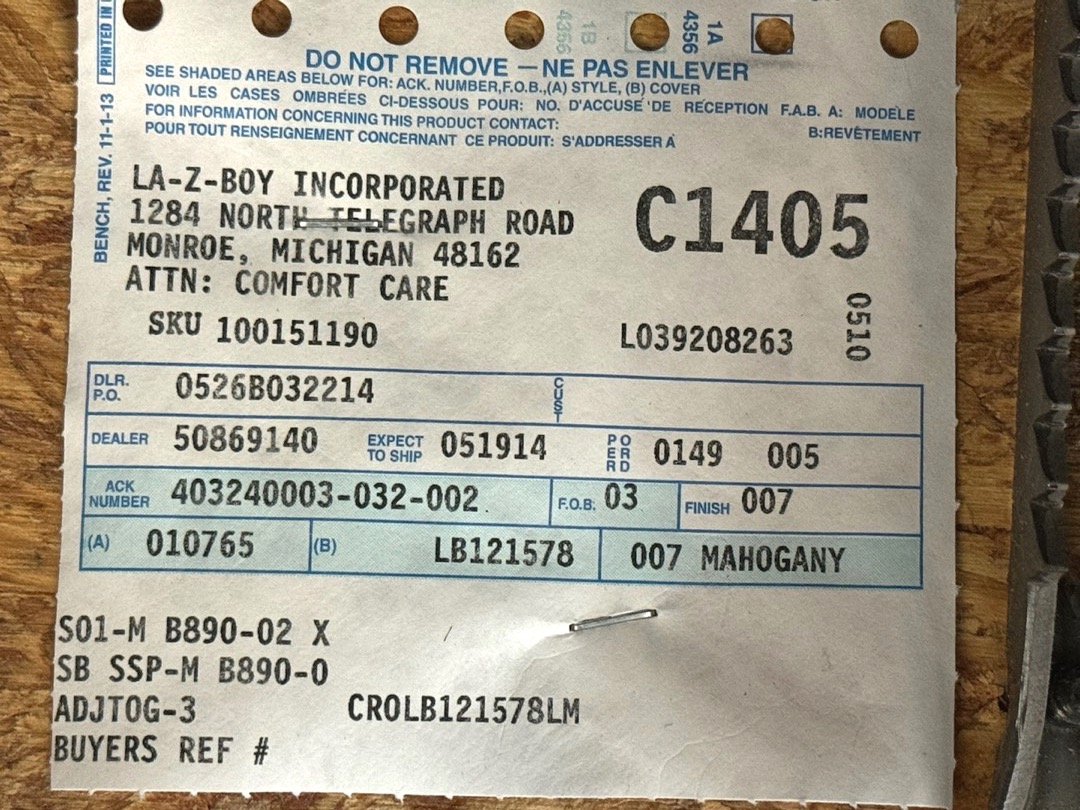 PRINTED IN
BENCH, REV. 11-1-13
4356 1B
4356 1A
DO NOT REMOVE — NE PAS ENLEVER
SEE SHADED AREAS BELOW FOR: ACK. NUMBER,F.O.B.,(A) STYLE, (B) COVER
VOIR LES CASES OMBRÉES CI-DESSOUS POUR: NO. D'ACCUSÉ DE RÉCEPTION F.A.B. A: MODÈLE
FOR INFORMATION CONCERNING THIS PRODUCT CONTACT: B:REVÊTEMENT
POUR TOUT RENSEIGNEMENT CONCERNANT CE PRODUIT: S'ADDRESSER À
LA-Z-BOY INCORPORATED
1284 NORTH TELEGRAPH ROAD
MONROE, MICHIGAN 48162
ATTN: COMFORT CARE
C1405
SKU 100151190 L039208263
0510
DLR. P.O. 0526B032214 CUST
DEALER 50869140 EXPECT TO SHIP 051914 PROD 0149 005
ACK NUMBER 403240003-032-002 F.O.B. 03 FINISH 007
(A) 010765 (B) LB121578 007 MAHOGANY
S01-M B890-02 X
SB SSP-M B890-0
ADJTOG-3 CROLB121578LM
BUYERS REF #